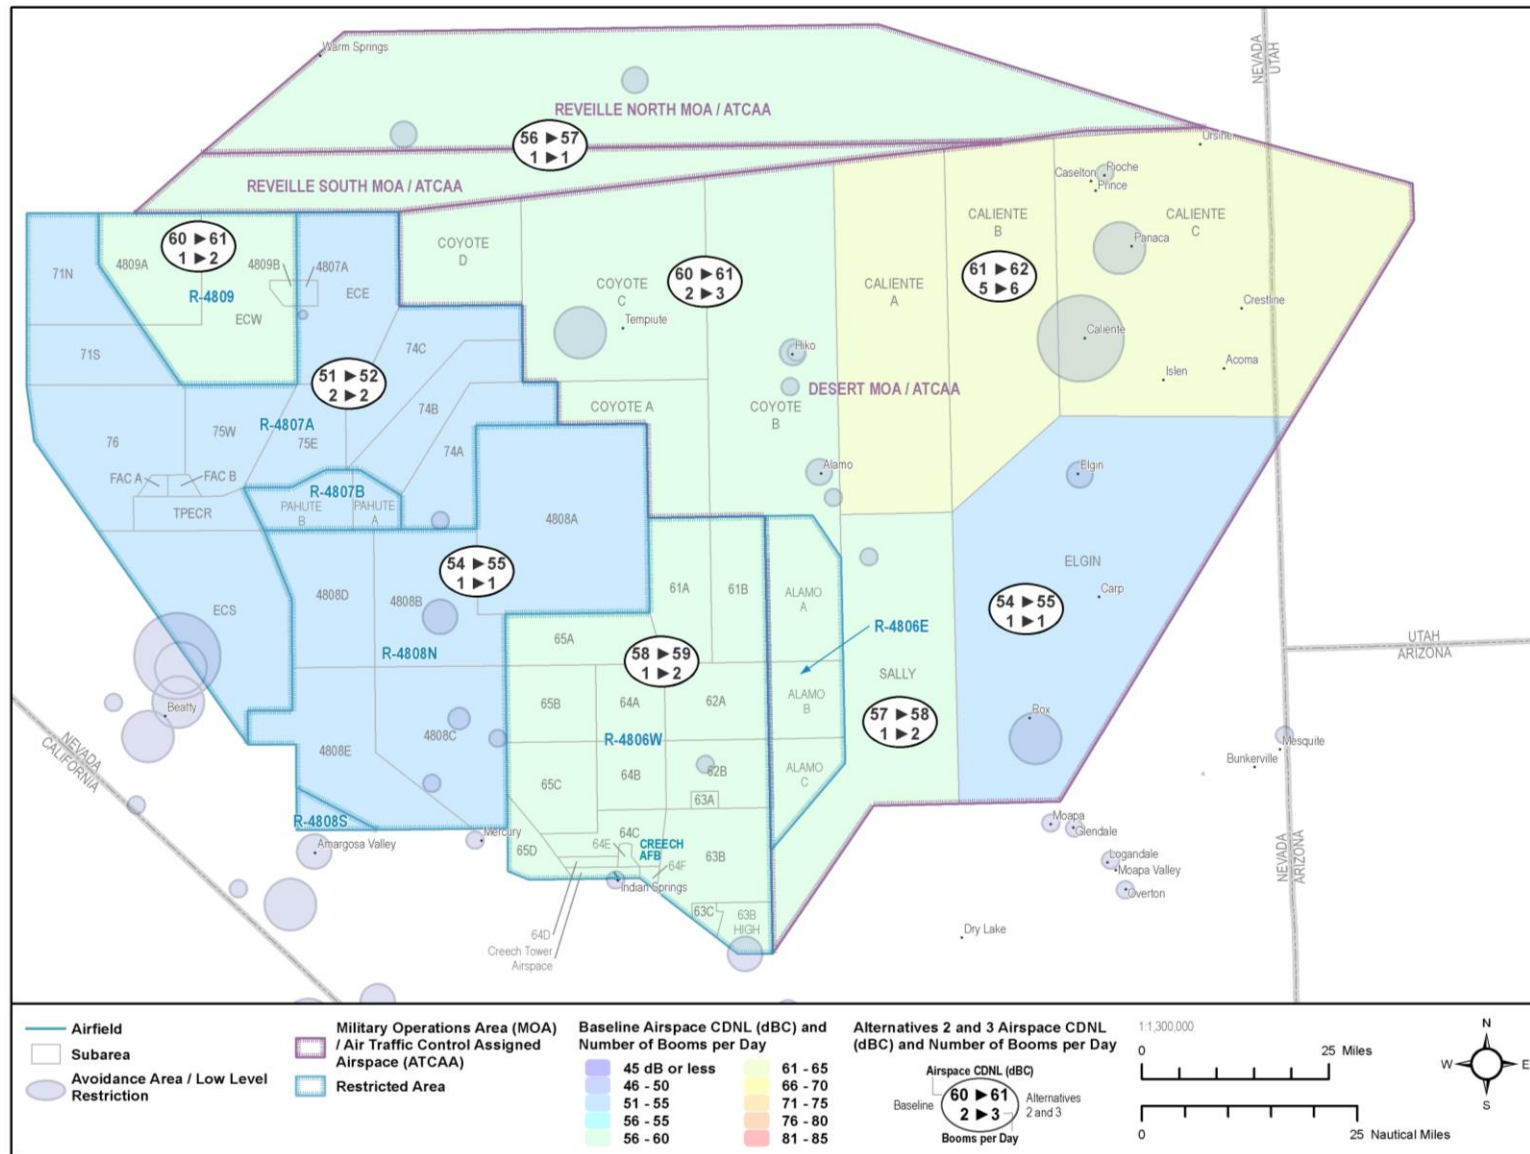 Warm Springs
NEVADA
UTAH
REVEILLE NORTH MOA / ATCAA
56 ►57
1 ►1
Ursine
REVEILLE SOUTH MOA / ATCAA
Caselton
Pioche
Prince
CALIENTE
B
CALIENTE
C
60 ►61
1 ►2
4809A
4809B
4807A
COYOTE
D
Panaca
71N
R-4809
ECE
61 ►62
5 ►6
60 ►61
2 ►3
COYOTE
C
CALIENTE
A
Crestline
ECW
Tempiute
Caliente
71S
74C
Hiko
Islen
Acoma
51 ►52
2 ►2
DESERT MOA / ATCAA
74B
COYOTE A
COYOTE
B
R-4807A
75W
75E
76
74A
Alamo
Elgin
FAC A
FAC B
R-4807B
TPECR
PAHUTE
B
PAHUTE
A
4808A
54 ►55
1 ►1
ELGIN
61A
61B
ALAMO
A
Carp
4808D
4808B
ECS
54 ►55
1 ►1
R-4806E
65A
R-4808N
58 ►59
1 ►2
UTAH
ARIZONA
SALLY
65B
64A
62A
ALAMO
B
Beatty
57 ►58
1 ►2
Rox
4808E
4808C
R-4806W
Mesquite
Bunkerville
NEVADA
CALIFORNIA
65C
64B
62B
ALAMO
C
63A
R-4808S
Mercury
Moapa
Glendale
Amargosa Valley
65D
64C
64E
CREECH
AFB
64F
63B
Logandale
Moapa Valley
Overton
NEVADA
ARIZONA
Indian Springs
63C
63B
HIGH
64D
Creech Tower
Airspace
Dry Lake
Airfield
Subarea
Avoidance Area / Low Level
Restriction
Military Operations Area (MOA)
/ Air Traffic Control Assigned
Airspace (ATCAA)
Restricted Area
Baseline Airspace CDNL (dBC) and
Number of Booms per Day
45 dB or less
46 - 50
51 - 55
56 - 55
56 - 60
61 - 65
66 - 70
71 - 75
76 - 80
81 - 85
Alternatives 2 and 3 Airspace CDNL
(dBC) and Number of Booms per Day
Airspace CDNL (dBC)
Baseline
60 ►61
2 ►3
Alternatives
2 and 3
Booms per Day
1:1,300,000
0 25 Miles
0 25 Nautical Miles
N
W E
S